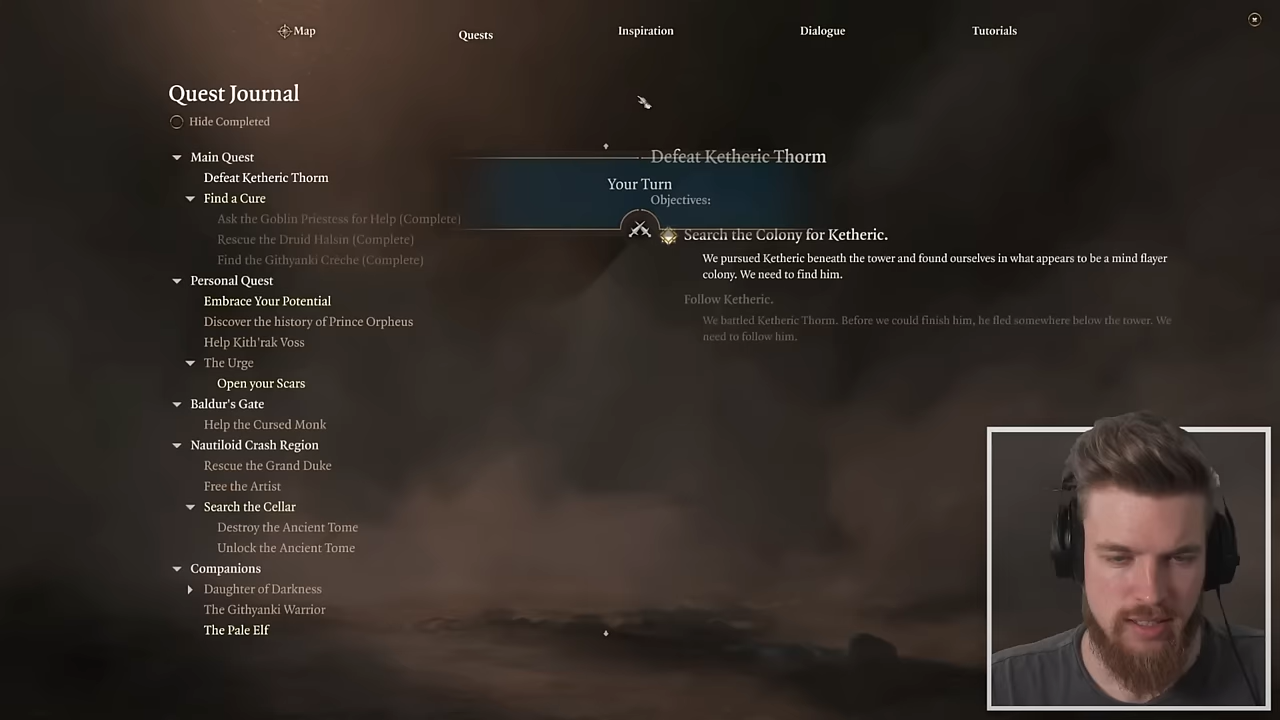 Map
Quests
Inspiration
Dialogue
Tutorials
Quest Journal
Hide Completed
Main Quest
Defeat Ketheric Thorm
Find a Cure
Ask the Goblin Priestess for Help (Complete)
Rescue the Druid Halsin (Complete)
Find the Githyanki Crèche (Complete)
Personal Quest
Embrace Your Potential
Discover the history of Prince Orpheus
Help Kith'rak Voss
The Urge
Open your Scars
Baldur's Gate
Help the Cursed Monk
Nautiloid Crash Region
Rescue the Grand Duke
Free the Artist
Search the Cellar
Destroy the Ancient Tome
Unlock the Ancient Tome
Companions
Daughter of Darkness
The Githyanki Warrior
The Pale Elf
Defeat Ketheric Thorm
Your Turn
Objectives:
Search the Colony for Ketheric.
We pursued Ketheric beneath the tower and found ourselves in what appears to be a mind flayer
colony. We need to find him.
Follow Ketheric.
We battled Ketheric Thorm. Before we could finish him, he fled somewhere below the tower. We
need to follow him.